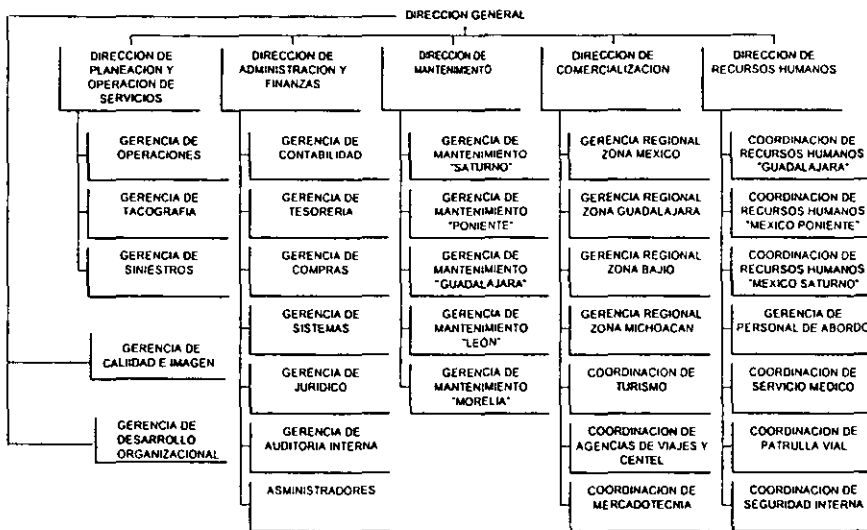 DIRECCION GENERAL
DIRECCION DE
PLANEACION Y
OPERACION DE
SERVICIOS
GERENCIA DE
OPERACIONES
GERENCIA DE
TACOGRAFIA
GERENCIA DE
SINIESTROS
GERENCIA DE
CALIIDAD E IMAGEN
GERENCIA DE
DESARROLLO
ORGANIZACIONAL
DIRECCION DE
ADMINISTRACION Y
FINANZAS
GERENCIA DE
CONTABILIDAD
GERENCIA DE
TESORERIA
GERENCIA DE
COMPRAS
GERENCIA DE
SISTEMAS
GERENCIA DE
JURIDICO
GERENCIA DE
AUDITORIA INTERNA
ASMINISTRADORES
DIRECCION DE
MANTENIMIENTO
GERENCIA DE
MANTENIMIENTO
"SATURNO"
GERENCIA DE
MANTENIMIENTO
"PONIENTE"
GERENCIA DE
MANTENIMIENTO
"GUADALAJARA"
GERENCIA DE
MANTENIMIENTO
"LEÓN"
GERENCIA DE
MANTENIMIENTO
"MORELIA"
DIRECCION DE
COMERCIALIZACION
GERENCIA REGIONAL
ZONA MEXICO
GERENCIA REGIONAL
ZONA GUADALAJARA
GERENCIA REGIONAL
ZONA BAJIO
GERENCIA REGIONAL
ZONA MICHOACAN
COORDINACION DE
TURISMO
COORDINACION DE
AGENCIAS DE VIAJES Y
CENTEL
COORDINACION DE
MERCADOTECNIA
DIRECCION DE
RECURSOS HUMANOS
COORDINACION DE
RECURSOS HUMANOS
"GUADALAJARA"
COORDINACION DE
RECURSOS HUMANOS
"MEXICO PONIENTE"
COORDINACION DE
RECURSOS HUMANOS
"MEXICO SATURNO"
GERENCIA DE
PERSONAL DE ABORDO
COORDINACION DE
SERVICIO MEDICO
COORDINACION DE
PATRULLA VIAL
COORDINACION DE
SEGURIDAD INTERNA